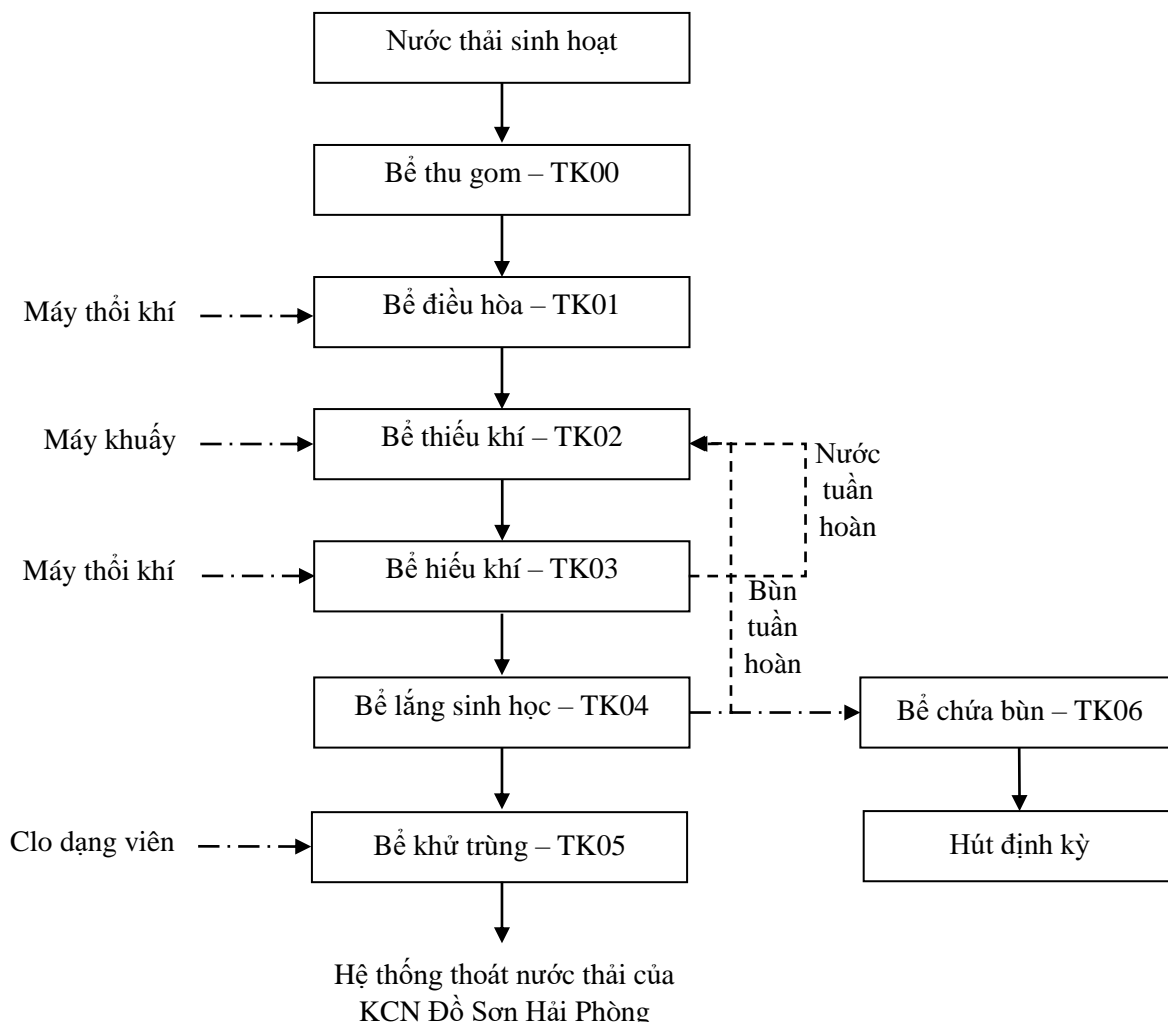 Nước thải sinh hoạt
Bể thu gom – TK00
Máy thổi khí
Bể điều hòa – TK01
Máy khuấy
Bể thiếu khí – TK02
Nước
tuần
hoàn
Máy thổi khí
Bể hiếu khí – TK03
Bùn
tuần
hoàn
Bể lắng sinh học – TK04
Bể chứa bùn – TK06
Clo dạng viên
Bể khử trùng – TK05
Hút định kỳ
Hệ thống thoát nước thải của
KCN Đồ Sơn Hải Phòng